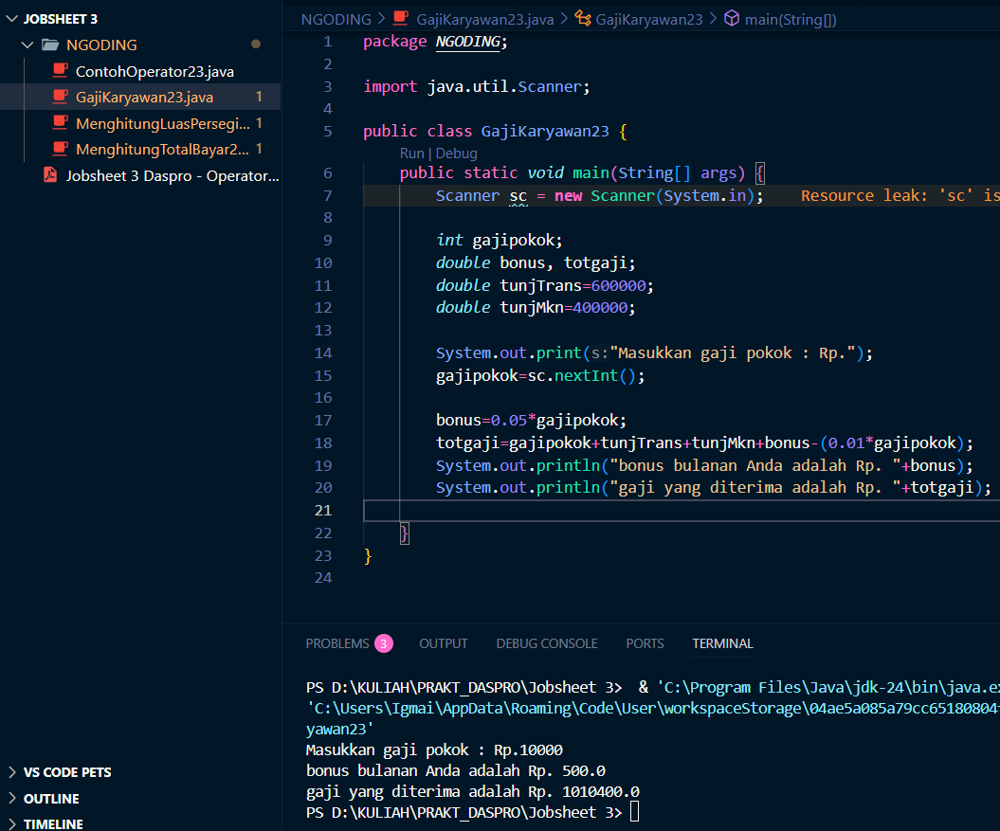 JOBSHEET 3
NGODING
ContohOperator23.java
GajiKaryawan23.java 1
MenghitungLuasPersegi... 1
MenghitungTotalBayar2... 1
Jobsheet 3 Daspro - Operator...
VS CODE PETS
OUTLINE
TIMELINE
NGODING > GajiKaryawan23.java > GajiKaryawan23 > main(String[])
1 package NGODING;
2
3 import java.util.Scanner;
4
5 public class GajiKaryawan23 {
Run | Debug
6 public static void main(String[] args) {
7 Scanner sc = new Scanner(System.in); Resource leak: 'sc' is
8
9 int gajipokok;
10 double bonus, totgaji;
11 double tunjTrans=600000;
12 double tunjMkn=400000;
13
14 System.out.print(s:"Masukkan gaji pokok : Rp.");
15 gajipokok=sc.nextInt();
16
17 bonus=0.05*gajipokok;
18 totgaji=gajipokok+tunjTrans+tunjMkn+bonus-(0.01*gajipokok);
19 System.out.println("bonus bulanan Anda adalah Rp. "+bonus);
20 System.out.println("gaji yang diterima adalah Rp. "+totgaji);
21
22 }
23 }
24
PROBLEMS 3 OUTPUT DEBUG CONSOLE PORTS TERMINAL
PS D:\KULIAH\PRAKT_DASPRO\Jobsheet 3> & 'C:\Program Files\Java\jdk-24\bin\java.ex
'C:\Users\Igmai\AppData\Roaming\Code\User\workspaceStorage\04ae5a085a79cc65180804
yawan23'
Masukkan gaji pokok : Rp.10000
bonus bulanan Anda adalah Rp. 500.0
gaji yang diterima adalah Rp. 1010400.0
PS D:\KULIAH\PRAKT_DASPRO\Jobsheet 3>